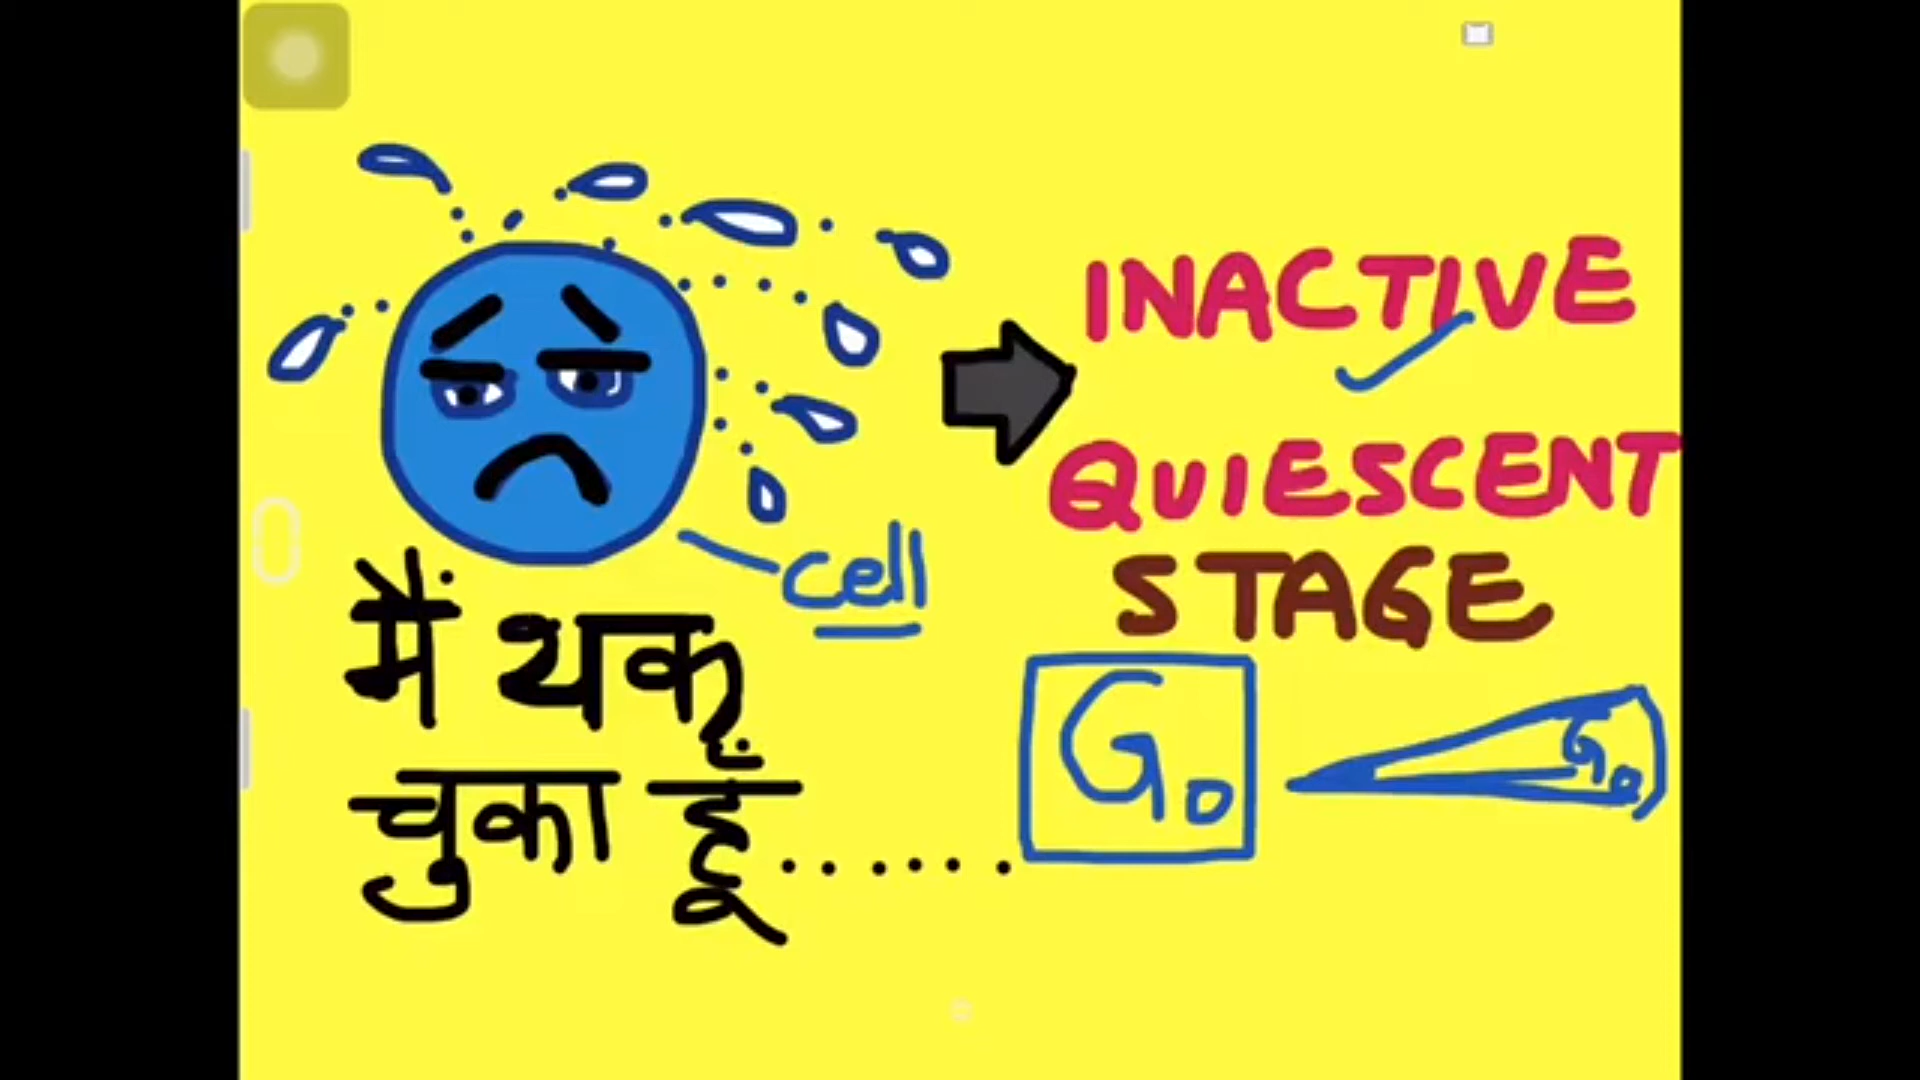 cell
मैं थक
चुका हूँ......
INACTIVE
QUIESCENT
STAGE
G₀
G₀